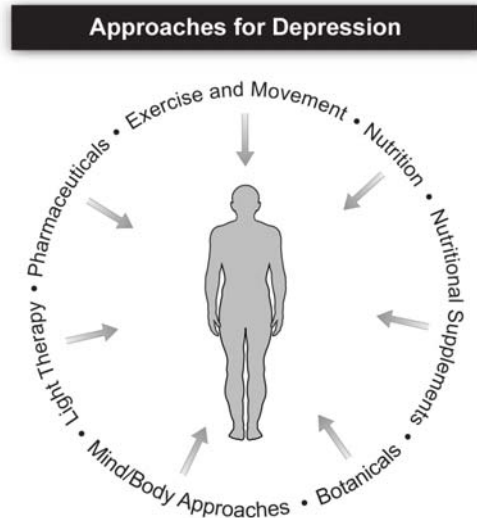 Approaches for Depression
Exercise and Movement • Nutrition • Nutritional Supplements • Botanicals • Mind/Body Approaches • Light Therapy • Pharmaceuticals •